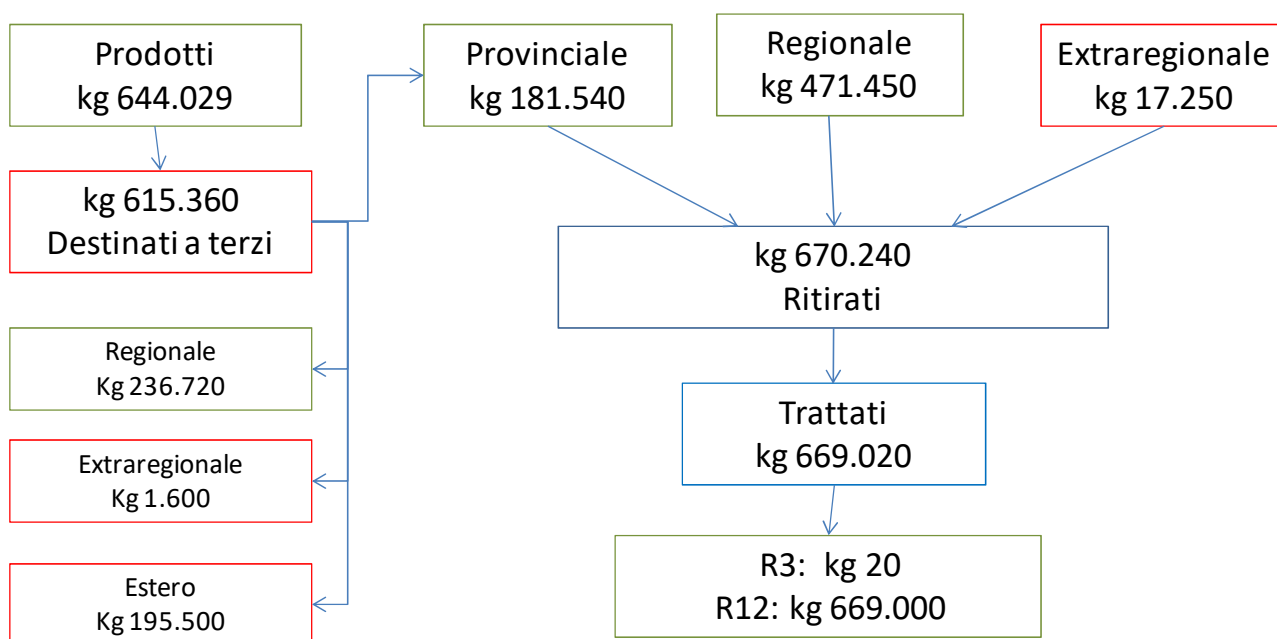 Prodotti
kg 644.029
Provinciale
kg 181.540
Regionale
kg 471.450
Extraregionale
kg 17.250
kg 615.360
Destinati a terzi
kg 670.240
Ritirati
Regionale
Kg 236.720
Extraregionale
Kg 1.600
Estero
Kg 195.500
Trattati
kg 669.020
R3: kg 20
R12: kg 669.000